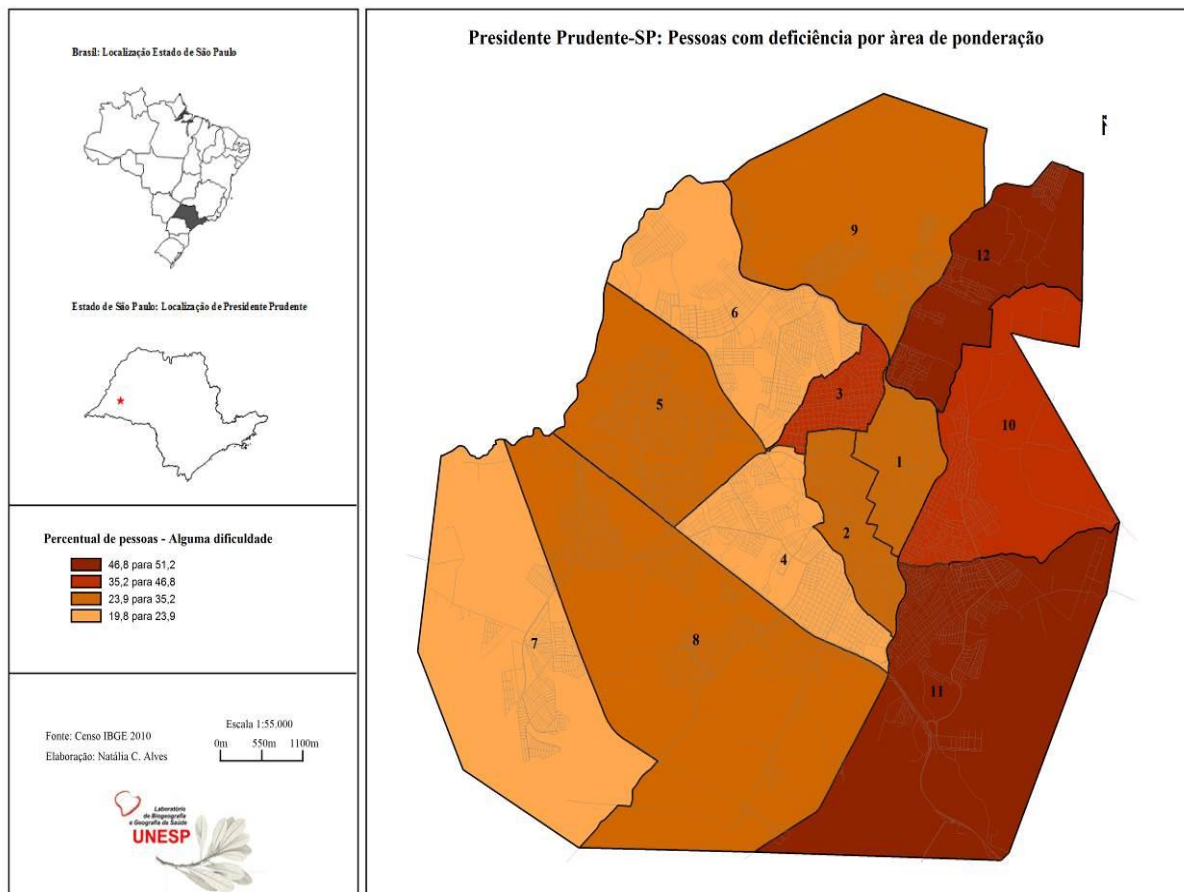 Brasil: Localização Estado de São Paulo
Estado de São Paulo: Localização de Presidente Prudente
Percentual de pessoas - Alguma dificuldade
46,8 para 51,2
35,2 para 46,8
23,9 para 35,2
19,8 para 23,9
Fonte: Censo IBGE 2010
Elaboração: Natália C. Alves
Escala 1:55.000
0m 550m 1100m
Laboratório
de Biogeografia
e Geografia da Saúde
UNESP
Presidente Prudente-SP: Pessoas com deficiência por àrea de ponderação
N
9
12
6
3
5
10
1
2
4
7
8
11